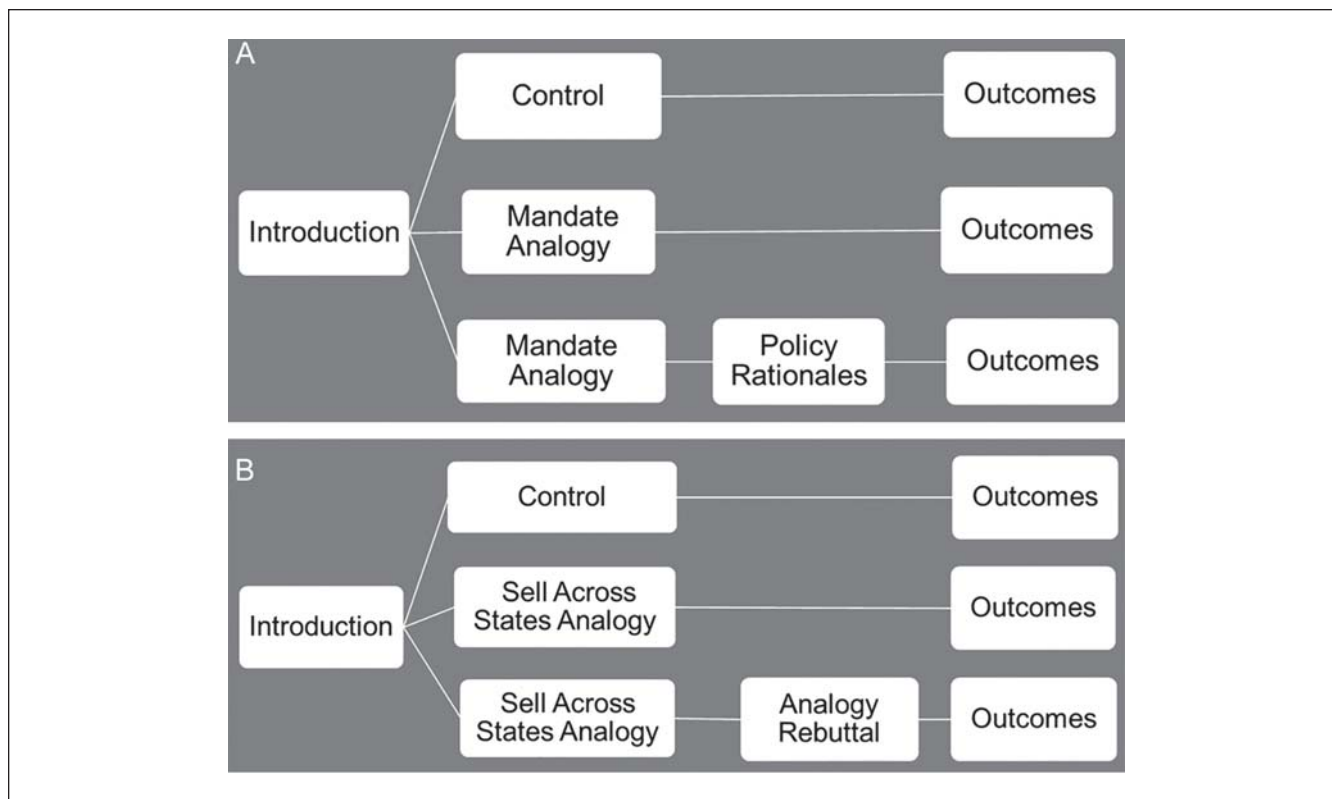 A
Control
Outcomes
Introduction
Mandate
Analogy
Outcomes
Mandate
Analogy
Policy
Rationales
Outcomes
B
Control
Outcomes
Introduction
Sell Across
States Analogy
Outcomes
Sell Across
States Analogy
Analogy
Rebuttal
Outcomes